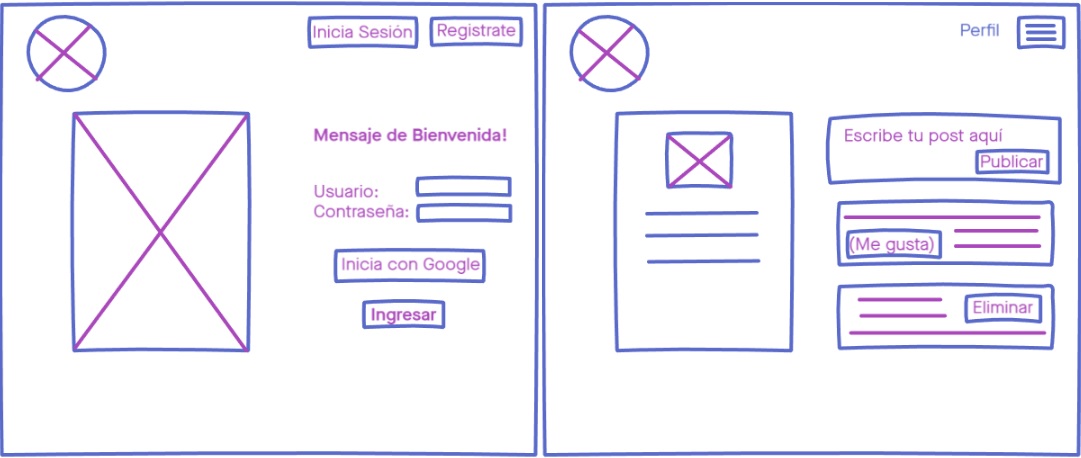 Inicia Sesión
Registrate
Mensaje de Bienvenida!
Usuario:
Contraseña:
Inicia con Google
Ingresar
Perfil
Escribe tu post aquí
Publicar
(Me gusta)
Eliminar